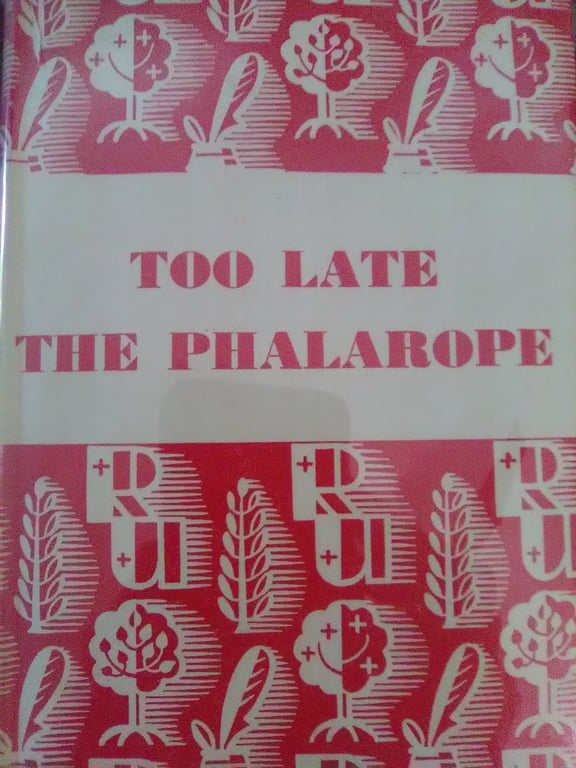 TOO LATE
THE PHALAROPE
R R R
U U U